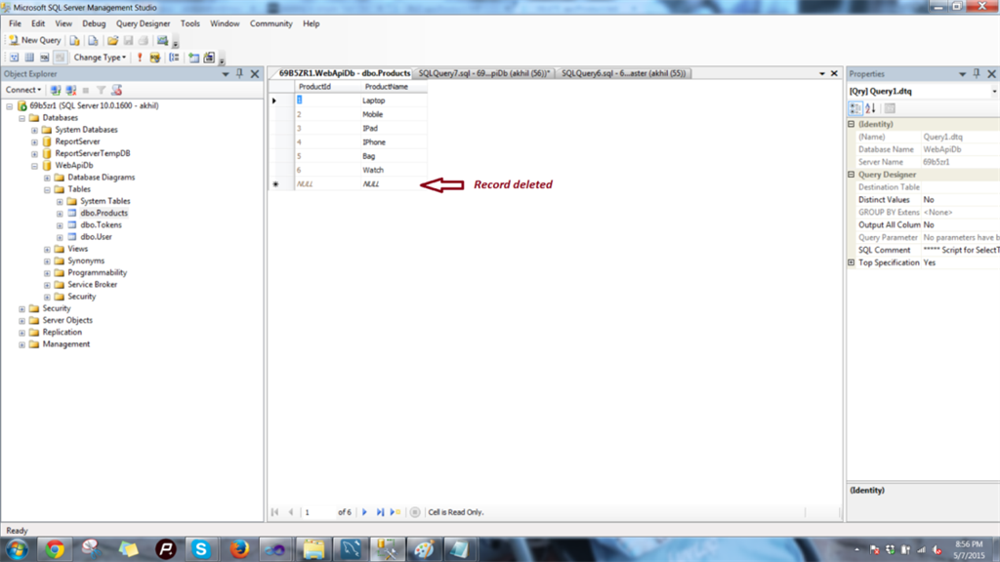 Microsoft SQL Server Management Studio
File Edit View Debug Query Designer Tools Window Community Help
New Query
Change Type
Object Explorer
Connect
69b5zr1 (SQL Server 10.0.1600 - akhil)
Databases
System Databases
ReportServer
ReportServerTempDB
WebApiDb
Database Diagrams
Tables
System Tables
dbo.Products
dbo.Tokens
dbo.User
Views
Synonyms
Programmability
Service Broker
Security
Security
Server Objects
Replication
Management
69B5ZR1.WebApiDb - dbo.Products SQLQuery7.sql - 69...piDb (akhil (56))* SQLQuery6.sql - 6...aster (akhil (55))
ProductId ProductName
1 Laptop
2 Mobile
3 IPad
4 IPhone
5 Bag
6 Watch
NULL NULL
Record deleted
1 of 6 Cell is Read Only.
Properties
[Qry] Query1.dtq
(Identity)
(Name) Query1.dtq
Database Name WebApiDb
Server Name 69b5zr1
Query Designer
Destination Table
Distinct Values No
GROUP BY Extens <None>
Output All Colum No
Query Parameter No parameters have b
SQL Comment ***** Script for SelectT
Top Specification Yes
(Identity)
Ready
8:56 PM
5/7/2015